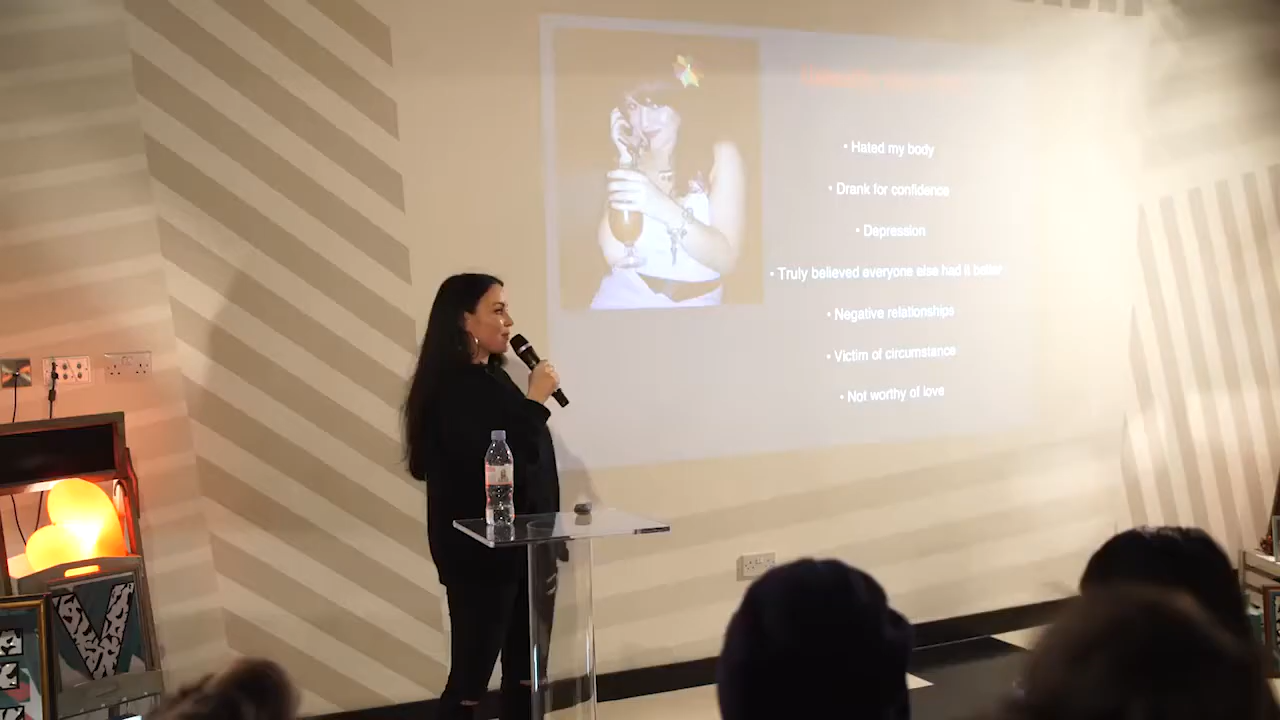 • Hated my body
• Drank for confidence
• Depression
• Truly believed everyone else had it better
• Negative relationships
• Victim of circumstance
• Not worthy of love
V